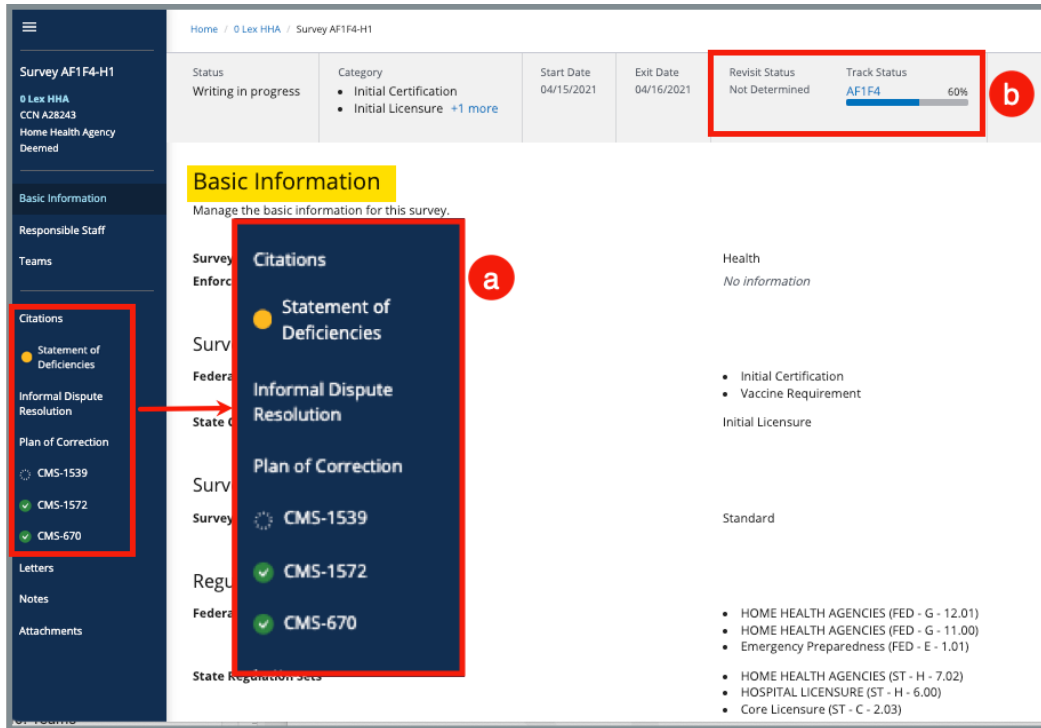 Home / 0 Lex HHA / Survey AF1F4-H1
Survey AF1F4-H1
0 Lex HHA
CCN A28243
Home Health Agency
Deemed
Basic Information
Responsible Staff
Teams
Citations
Statement of
Deficiencies
Informal Dispute
Resolution
Plan of Correction
CMS-1539
CMS-1572
CMS-670
Letters
Notes
Attachments
Status
Writing in progress
Category
• Initial Certification
• Initial Licensure +1 more
Start Date
04/15/2021
Exit Date
04/16/2021
Revisit Status
Not Determined
Track Status
AF1F4 60%
b
Basic Information
Manage the basic information for this survey.
Survey
Health
Enforc
No information
Surv
Federa
• Initial Certification
• Vaccine Requirement
State
Initial Licensure
Surv
Survey
Standard
Regu
Federa
• HOME HEALTH AGENCIES (FED - G - 12.01)
• HOME HEALTH AGENCIES (FED - G - 11.00)
• Emergency Preparedness (FED - E - 1.01)
State Regulation Sets
• HOME HEALTH AGENCIES (ST - H - 7.02)
• HOSPITAL LICENSURE (ST - H - 6.00)
• Core Licensure (ST - C - 2.03)
a
Citations
Statement of
Deficiencies
Informal Dispute
Resolution
Plan of Correction
CMS-1539
CMS-1572
CMS-670